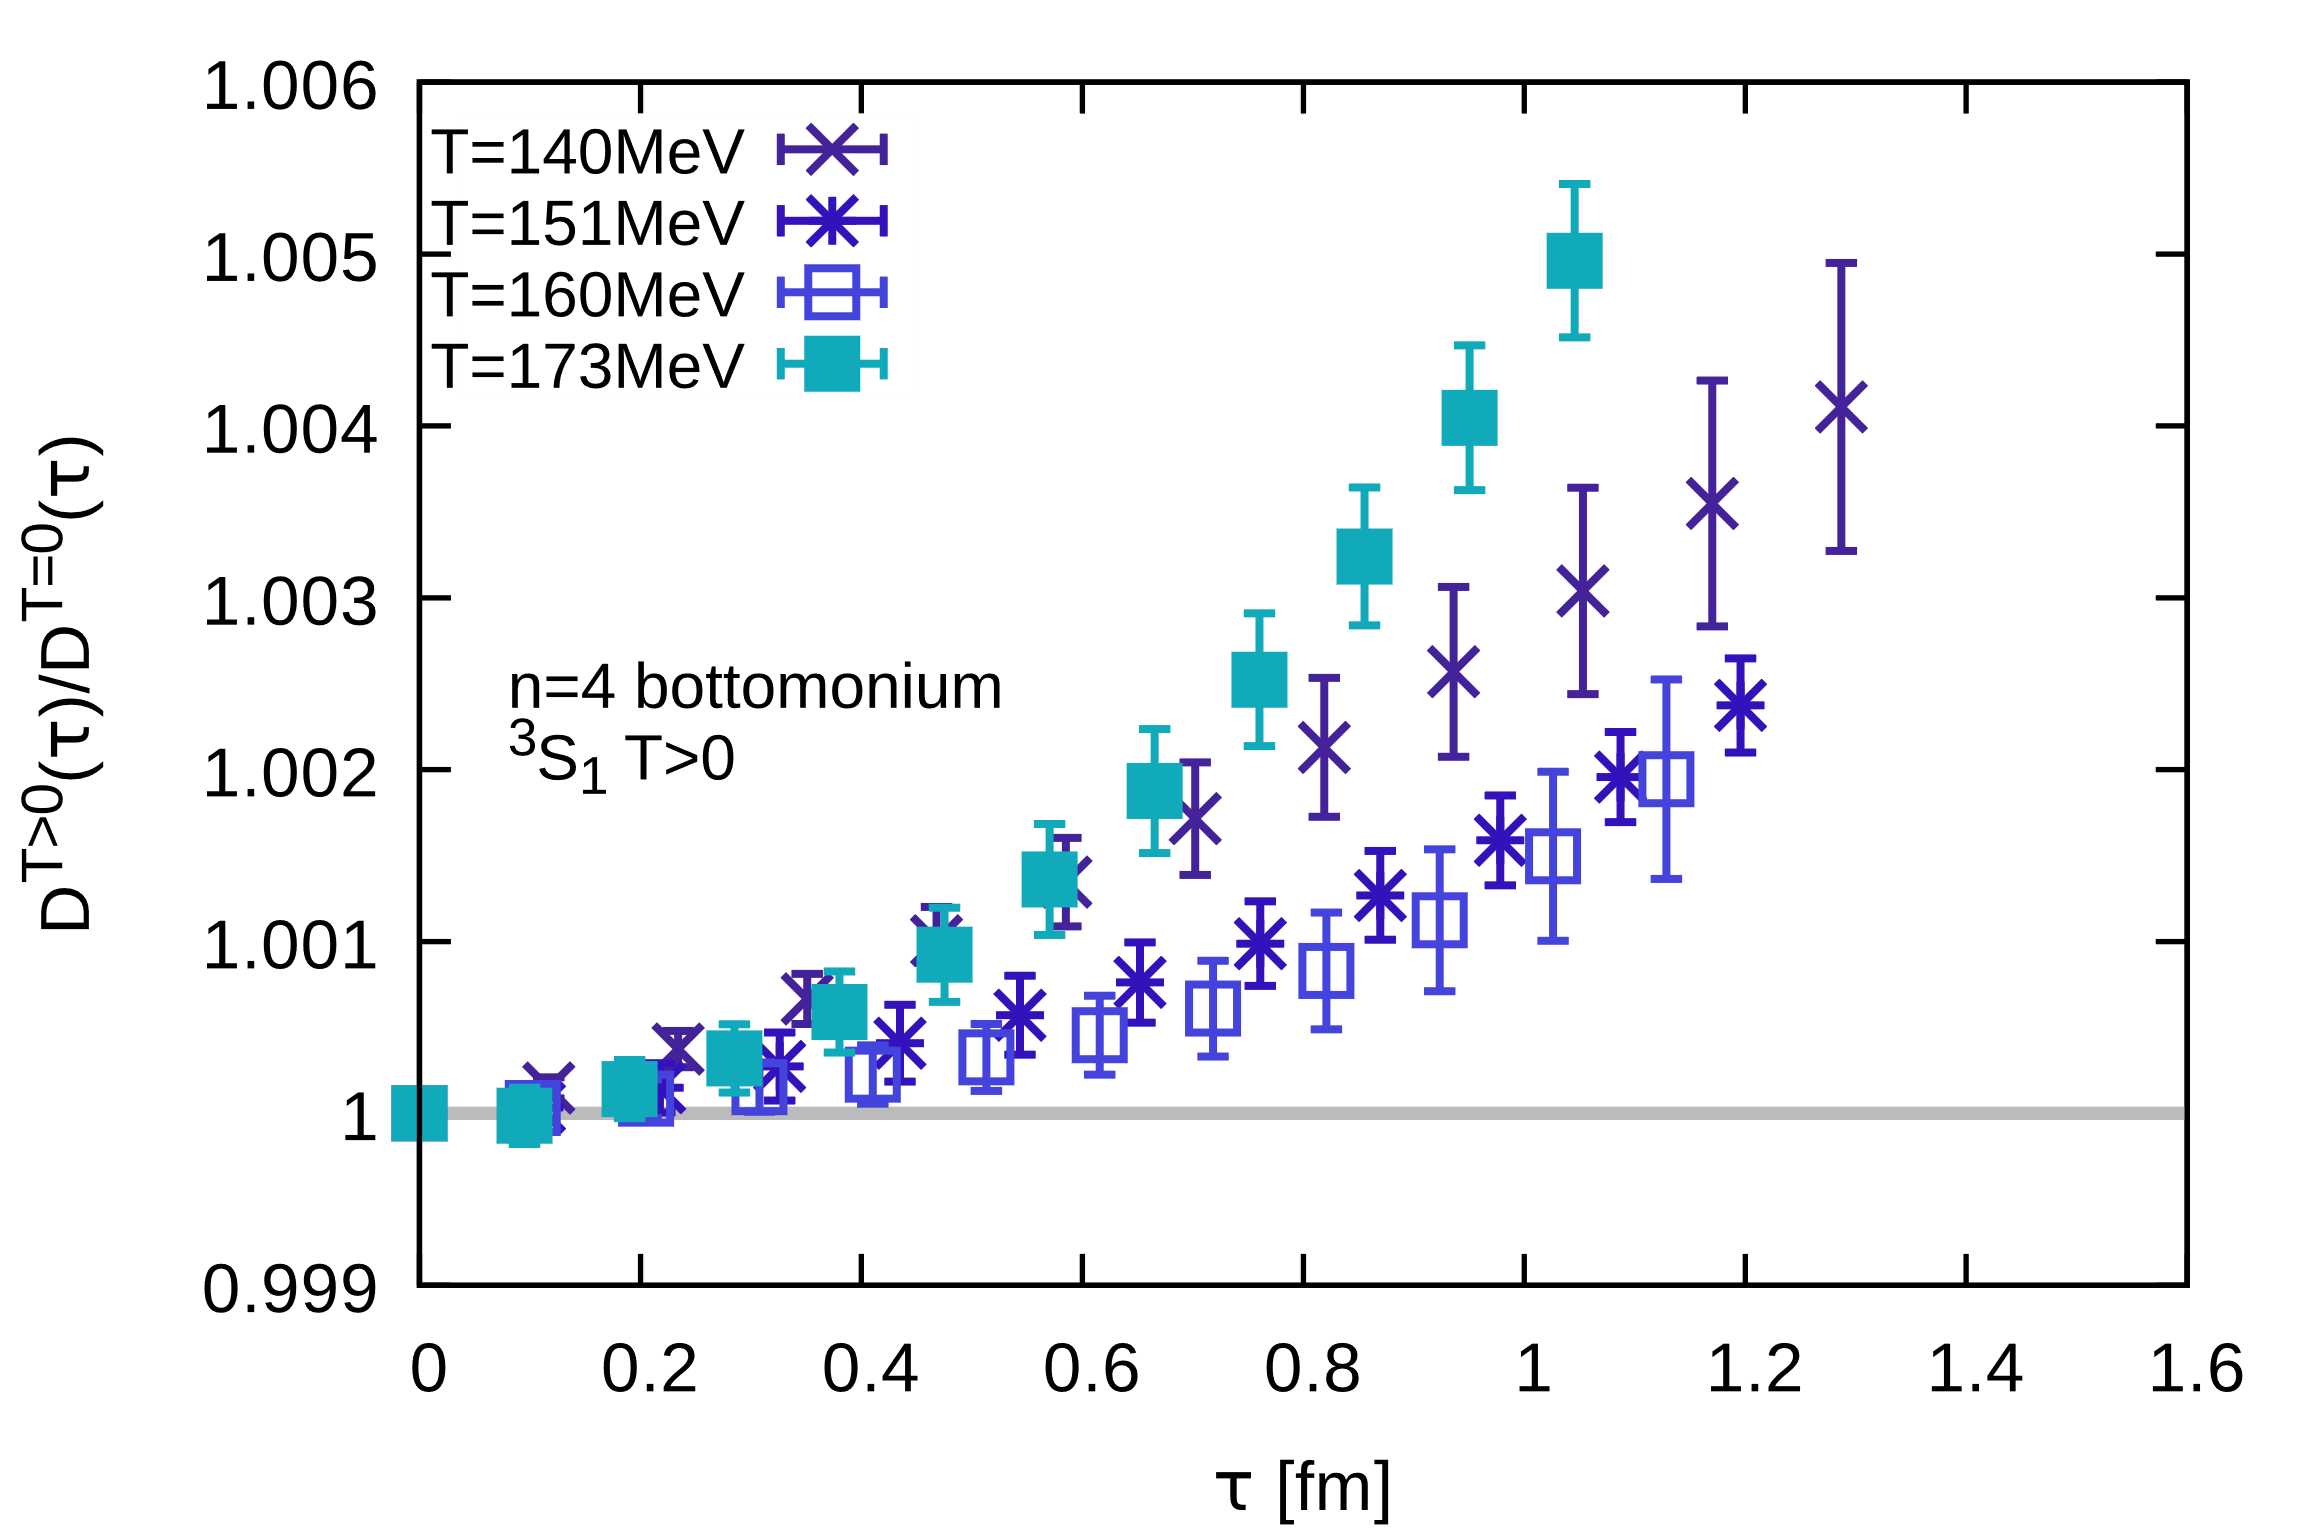 1.006
1.005
1.004
1.003
1.002
1.001
1
0.999
D^{T>0}(τ)/D^{T=0}(τ)
T=140MeV
T=151MeV
T=160MeV
T=173MeV
n=4 bottomonium
³S₁ T>0
0 0.2 0.4 0.6 0.8 1 1.2 1.4 1.6
τ [fm]